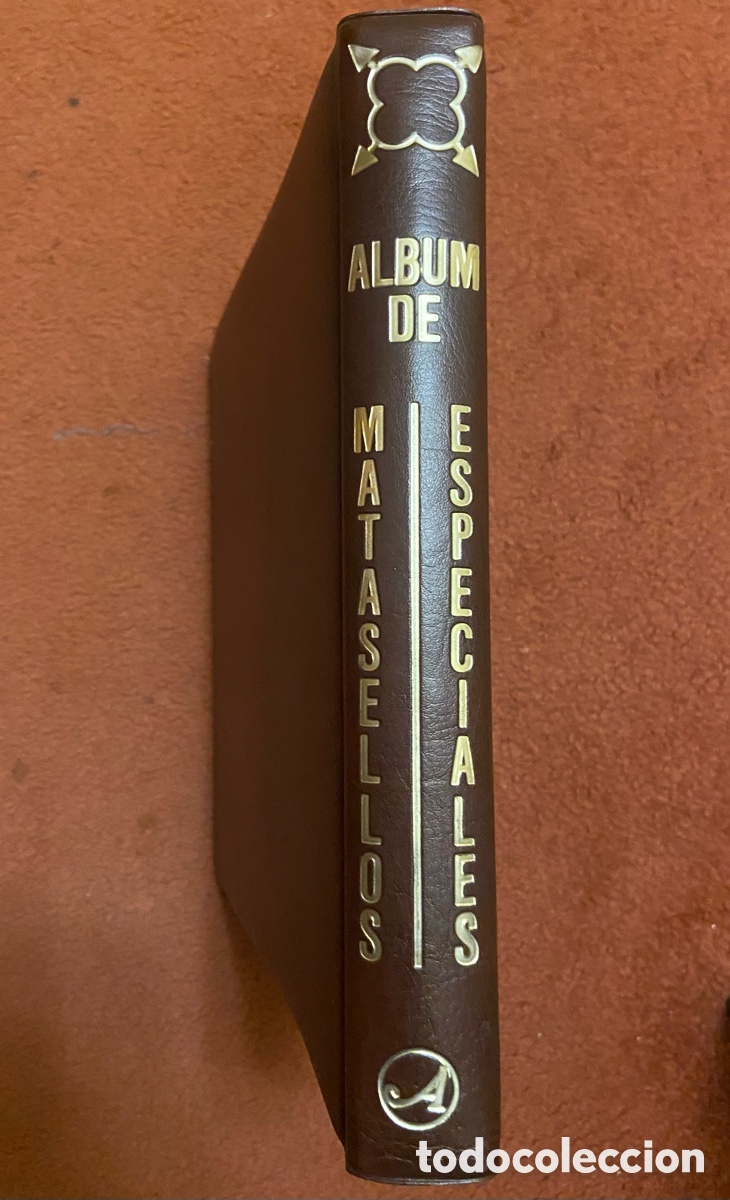 ALBUM
DE
MATASELLOS
ESPECIALES
A
todocoleccion